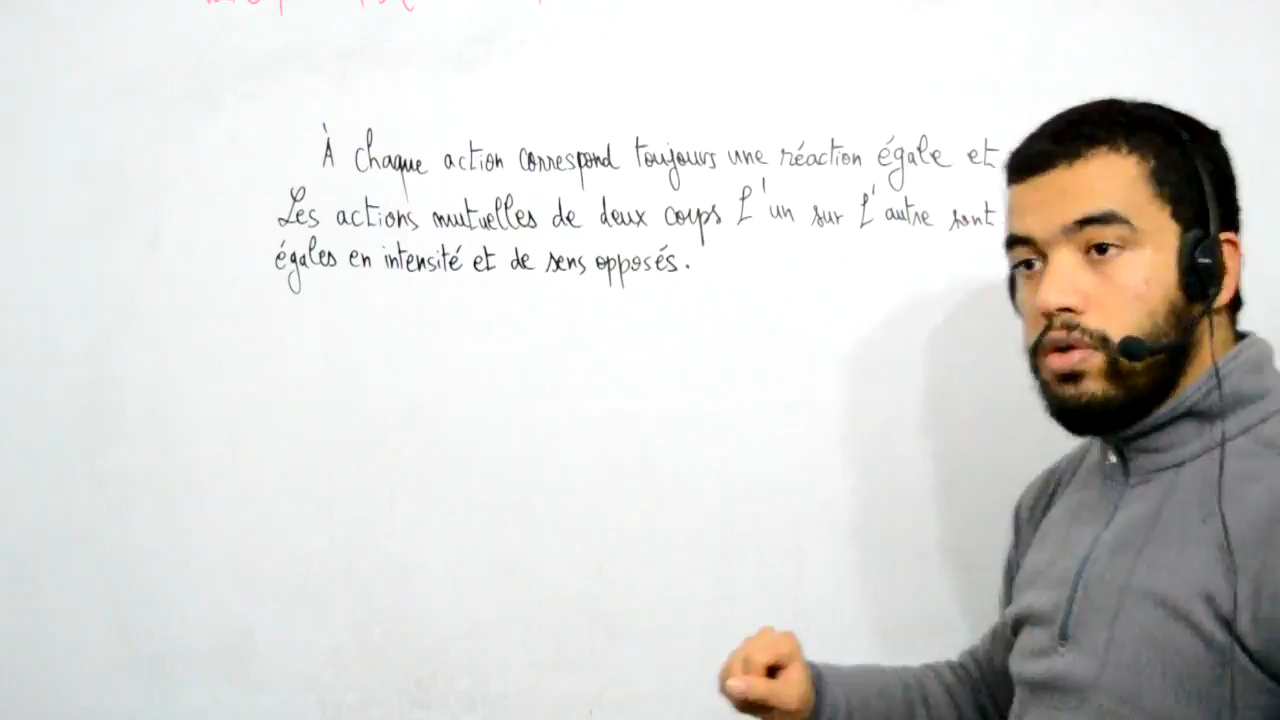 À chaque action correspond toujours une réaction égale et
Les actions mutuelles de deux corps l'un sur l'autre sont
égales en intensité et de sens opposés.